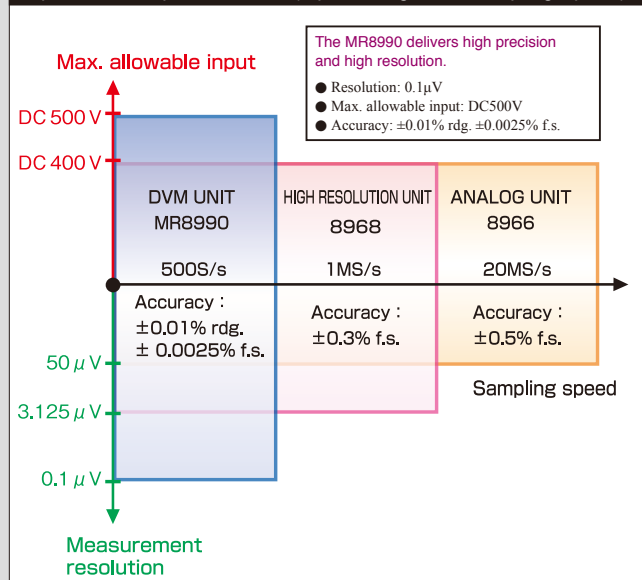 Max. allowable input
The MR8990 delivers high precision
and high resolution.
● Resolution: 0.1μV
● Max. allowable input: DC500V
● Accuracy: ±0.01% rdg. ±0.0025% f.s.
DC 500 V
DC 400 V
DVM UNIT
MR8990
HIGH RESOLUTION UNIT
8968
ANALOG UNIT
8966
500S/s
1MS/s
20MS/s
Accuracy :
±0.01% rdg.
± 0.0025% f.s.
Accuracy :
±0.3% f.s.
Accuracy :
±0.5% f.s.
50 μV
Sampling speed
3.125 μV
0.1 μV
Measurement
resolution